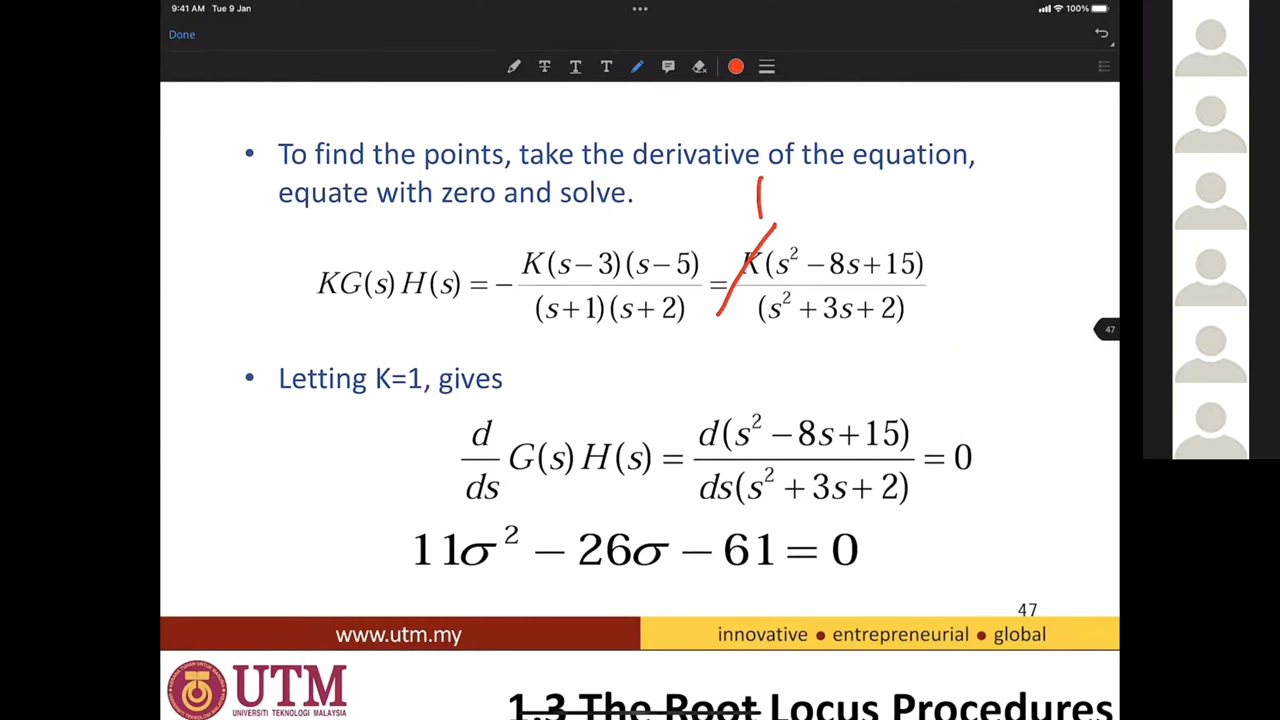 9:41 AM Tue 9 Jan
100%
Done
• To find the points, take the derivative of the equation,
equate with zero and solve.
1
KG(s)H(s) = - K(s-3)(s-5) / (s+1)(s+2) = K(s² - 8s + 15) / (s² + 3s + 2)
47
• Letting K=1, gives
d/ds G(s)H(s) = d(s² - 8s + 15) / ds(s² + 3s + 2) = 0
11σ² - 26σ - 61 = 0
47
www.utm.my
innovative ● entrepreneurial ● global
UTM
UNIVERSITI TEKNOLOGI MALAYSIA
1.3 The Root Locus Procedures